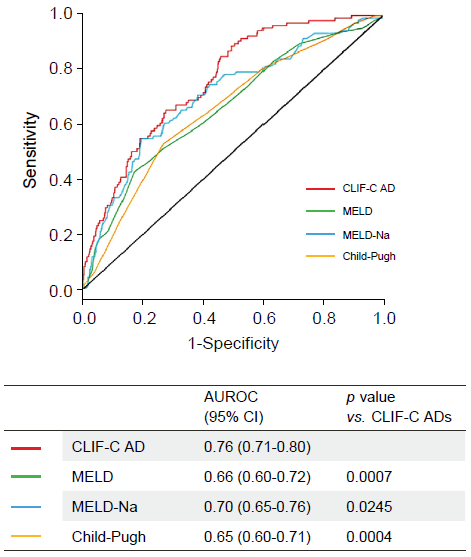 1.0
0.8
0.6
0.4
0.2
0.0
Sensitivity
CLIF-C AD
MELD
MELD-Na
Child-Pugh
0.0 0.2 0.4 0.6 0.8 1.0
1-Specificity
AUROC p value
(95% CI) vs. CLIF-C ADs
CLIF-C AD 0.76 (0.71-0.80)
MELD 0.66 (0.60-0.72) 0.0007
MELD-Na 0.70 (0.65-0.76) 0.0245
Child-Pugh 0.65 (0.60-0.71) 0.0004